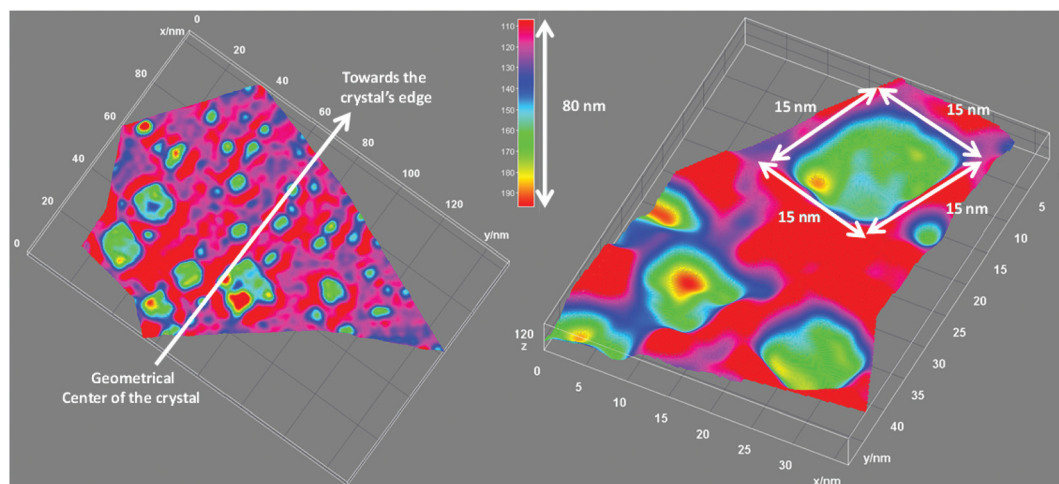 0
x/nm
20
80
40
60
60
40
80
20
100
0
120
y/nm
Towards the
crystal's edge
Geometrical
Center of the crystal
110
120
130
140
150
160
170
180
190
80 nm
15 nm
15 nm
15 nm
15 nm
5
10
15
20
25
30
35
40
y/nm
120
z
0
5
10
15
20
25
30
x/nm